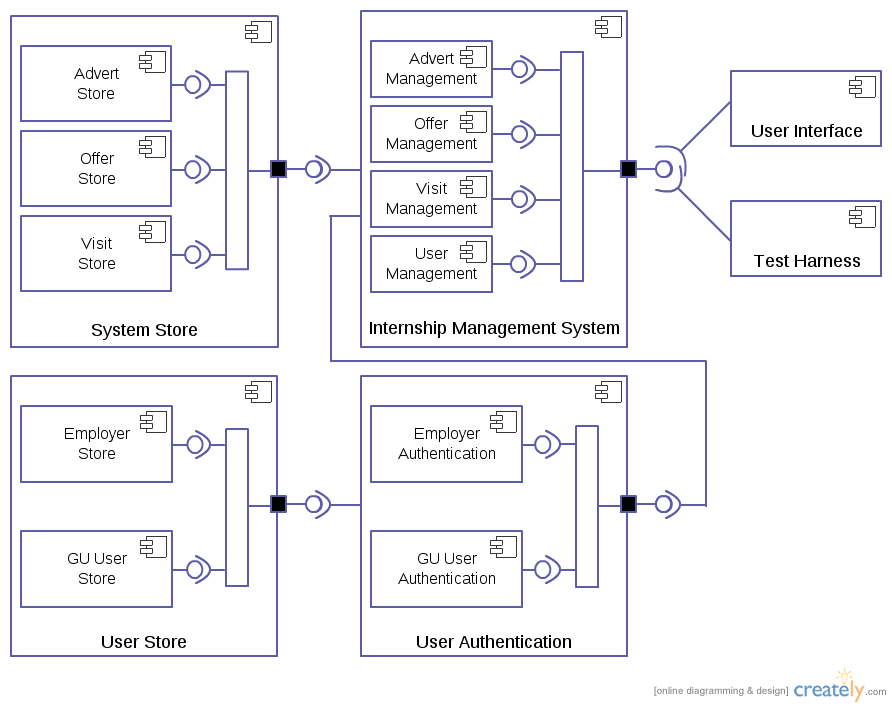 Advert
Store
Offer
Store
Visit
Store
System Store
Advert
Management
Offer
Management
Visit
Management
User
Management
Internship Management System
User Interface
Test Harness
Employer
Store
GU User
Store
User Store
Employer
Authentication
GU User
Authentication
User Authentication
[online diagramming & design] creately.com